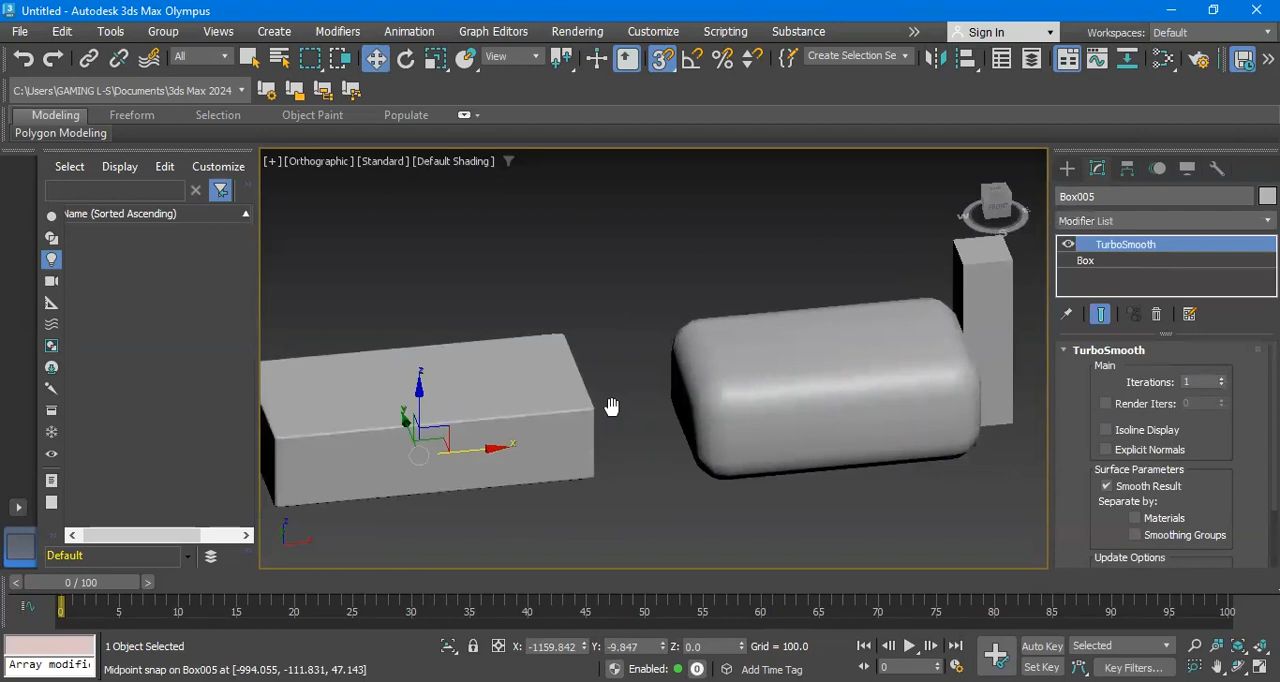 Untitled - Autodesk 3ds Max Olympus
File Edit Tools Group Views Create Modifiers Animation Graph Editors Rendering Customize Scripting Substance Sign In Workspaces: Default
All View Create Selection Se
C:\Users\GAMING L-S\Documents\3ds Max 2024
Modeling Freeform Selection Object Paint Populate
Polygon Modeling
[+] [Orthographic ] [Standard ] [Default Shading ]
Select Display Edit Customize
Name (Sorted Ascending)
FRONT
W
S
Box005
Modifier List
TurboSmooth
Box
TurboSmooth
Main
Iterations: 1
Render Iters: 0
Isoline Display
Explicit Normals
Surface Parameters
Smooth Result
Separate by:
Materials
Smoothing Groups
Update Options
z
y
x
z
Default
0 / 100
0 5 10 15 20 25 30 35 40 45 50 55 60 65 70 75 80 85 90 95 100
1 Object Selected X: -1159.842 Y: -9.847 Z: 0.0 Grid = 100.0 Auto Key Selected
Array modifi Midpoint snap on Box005 at [-994.055, -111.831, 47.143] Enabled: 0 Add Time Tag 0 Set Key Key Filters...